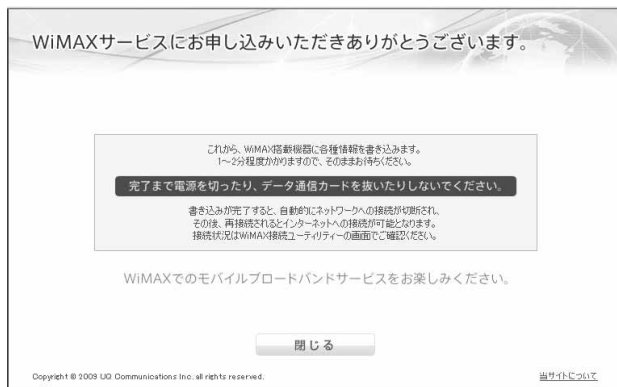 WiMAXサービスにお申し込みいただきありがとうございます。
これから、WiMAX搭載機器に各種情報を書き込みます。
1～2分程度かかりますので、そのままお待ちください。
完了まで電源を切ったり、データ通信カードを抜いたりしないでください。
書き込みが完了すると、自動的にネットワークへの接続が切断され、
その後、再接続されるとインターネットへの接続が可能となります。
接続状況はWiMAX接続ユーティリティーの画面でご確認ください。
WiMAXでのモバイルブロードバンドサービスをお楽しみください。
閉じる
Copyright © 2009 UQ Communications Inc. all rights reserved.
当サイトについて